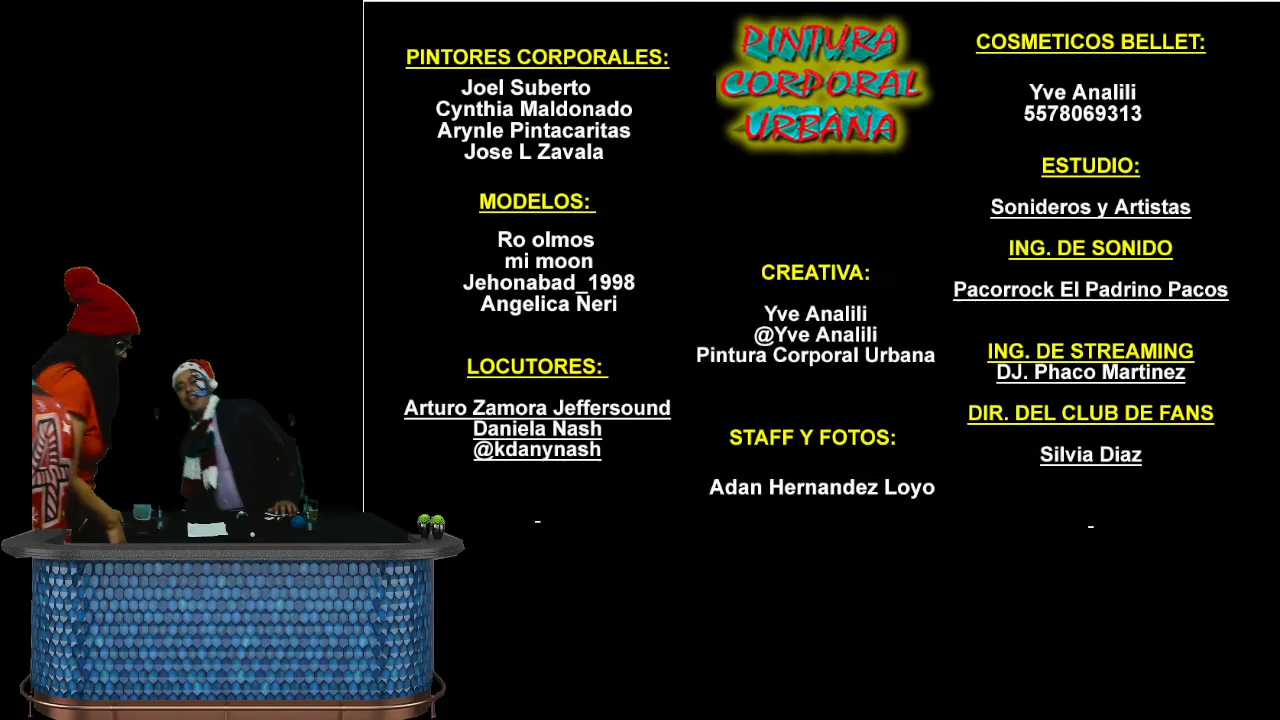 PINTORES CORPORALES:
Joel Suberto
Cynthia Maldonado
Arynle Pintacaritas
Jose L Zavala
MODELOS:
Ro olmos
mi moon
Jehonabad_1998
Angelica Neri
LOCUTORES:
Arturo Zamora Jeffersound
Daniela Nash
@kdanynash
-
PINTURA
CORPORAL
URBANA
CREATIVA:
Yve Analili
@Yve Analili
Pintura Corporal Urbana
STAFF Y FOTOS:
Adan Hernandez Loyo
COSMETICOS BELLET:
Yve Analili
5578069313
ESTUDIO:
Sonideros y Artistas
ING. DE SONIDO
Pacorrock El Padrino Pacos
ING. DE STREAMING
DJ. Phaco Martinez
DIR. DEL CLUB DE FANS
Silvia Diaz
-